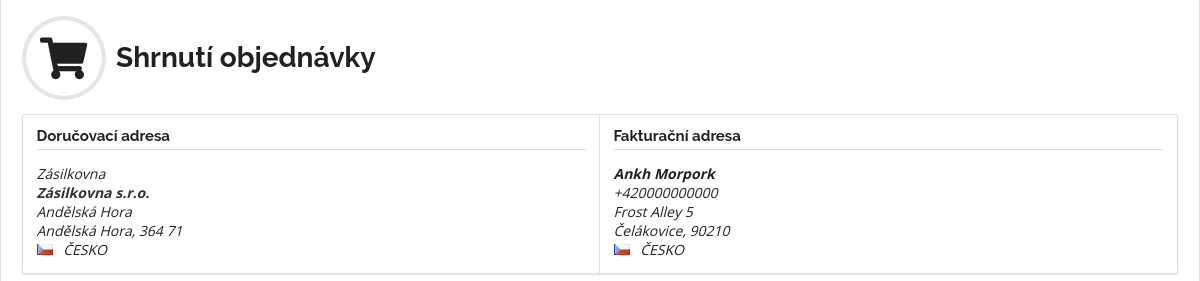 Shrnutí objednávky
Doručovací adresa
Zásilkovna
Zásilkovna s.r.o.
Andělská Hora
Andělská Hora, 364 71
ČESKO
Fakturační adresa
Ankh Morpork
+420000000000
Frost Alley 5
Čelákovice, 90210
ČESKO